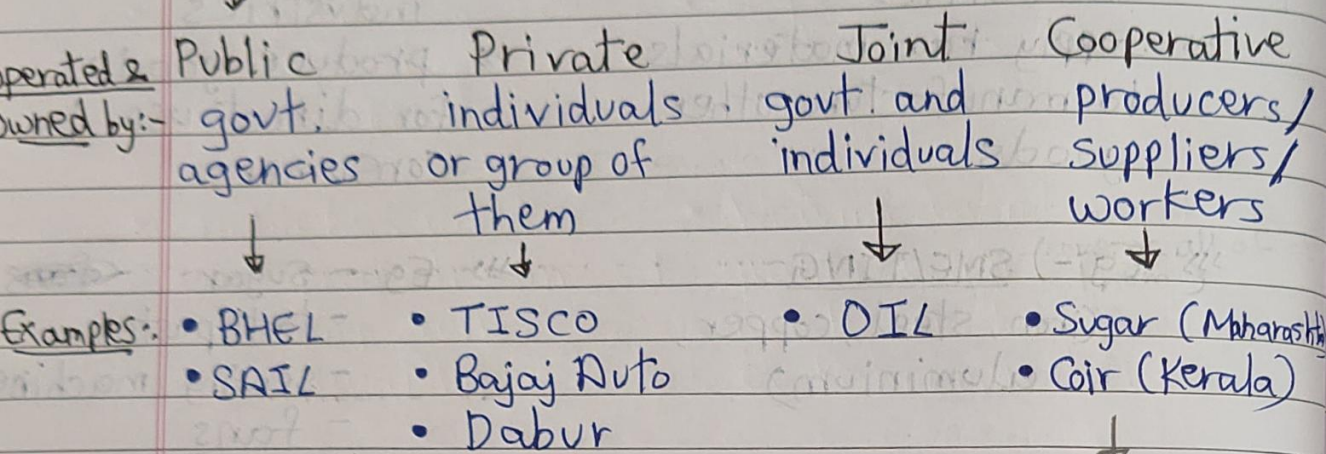 Public Private Joint Cooperative
perated & owned by:- govt. agencies individuals or group of them govt. and individuals producers/ suppliers/ workers
Examples:- • BHEL • TISCO • OIL • Sugar (Maharasht
• SAIL • Bajaj Auto • Coir (Kerala)
• Dabur